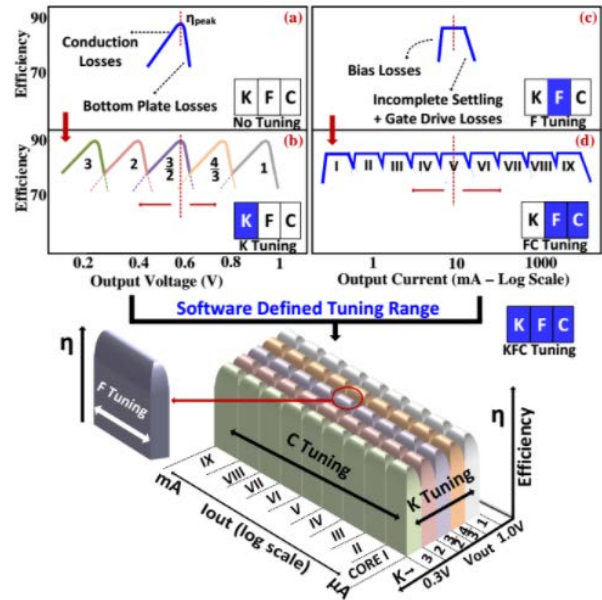 (a)
90
ηpeak
Conduction
Losses
Efficiency
70
Bottom Plate Losses
K F C
No Tuning
(c)
Bias Losses
Incomplete Settling
+ Gate Drive Losses
K F C
F Tuning
(b)
90
Efficiency
3 2 3/2 4/3 1
70
K F C
K Tuning
0.2 0.4 0.6 0.8 1
Output Voltage (V)
(d)
I II III IV V VI VII VIII IX
K F C
FC Tuning
1 10 1000
Output Current (mA – Log Scale)
Software Defined Tuning Range
K F C
KFC Tuning
η
F Tuning
C Tuning
K Tuning
η
Efficiency
mA
Iout (log scale)
μA
IX
VIII
VII
VI
V
IV
III
II
CORE I
K
3 2 3/2 4/3 1
0.3V
Vout
1.0V